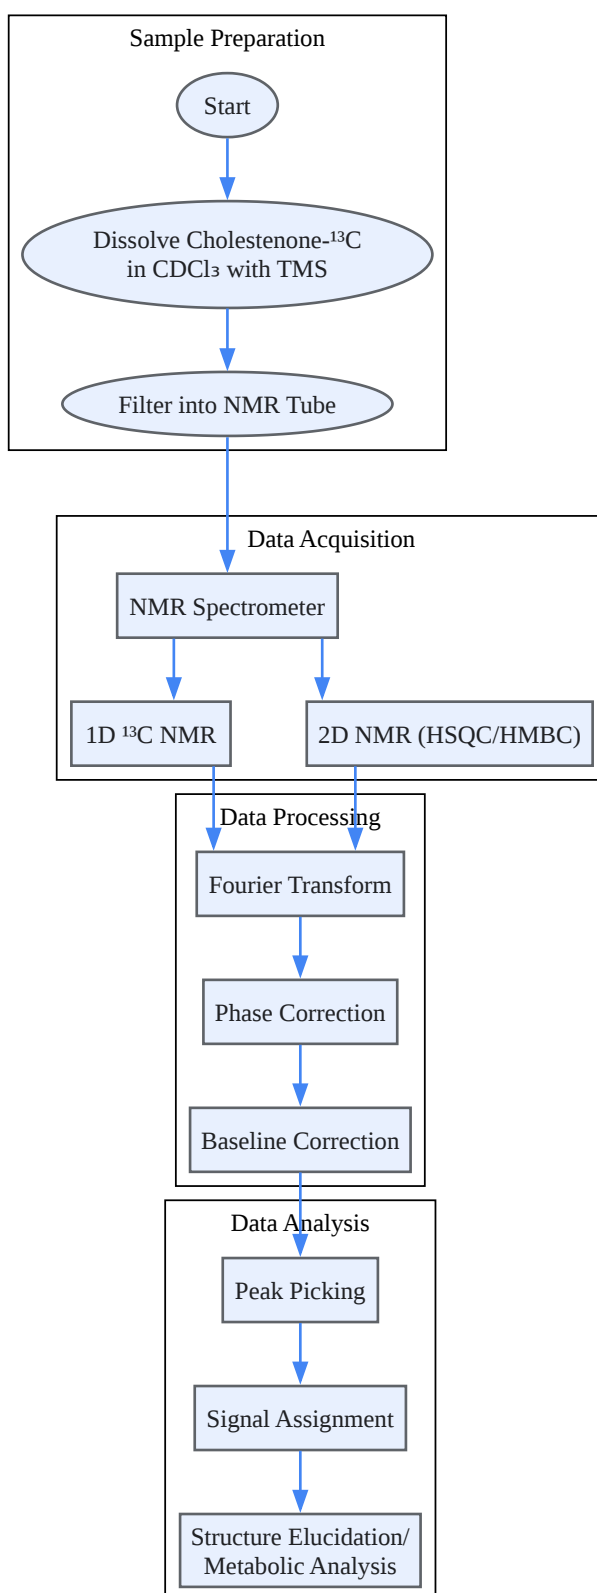 Sample Preparation
Start
Dissolve Cholestenone-¹³C
in CDCl₃ with TMS
Filter into NMR Tube
Data Acquisition
NMR Spectrometer
1D ¹³C NMR
2D NMR (HSQC/HMBC)
Data Processing
Fourier Transform
Phase Correction
Baseline Correction
Data Analysis
Peak Picking
Signal Assignment
Structure Elucidation/
Metabolic Analysis